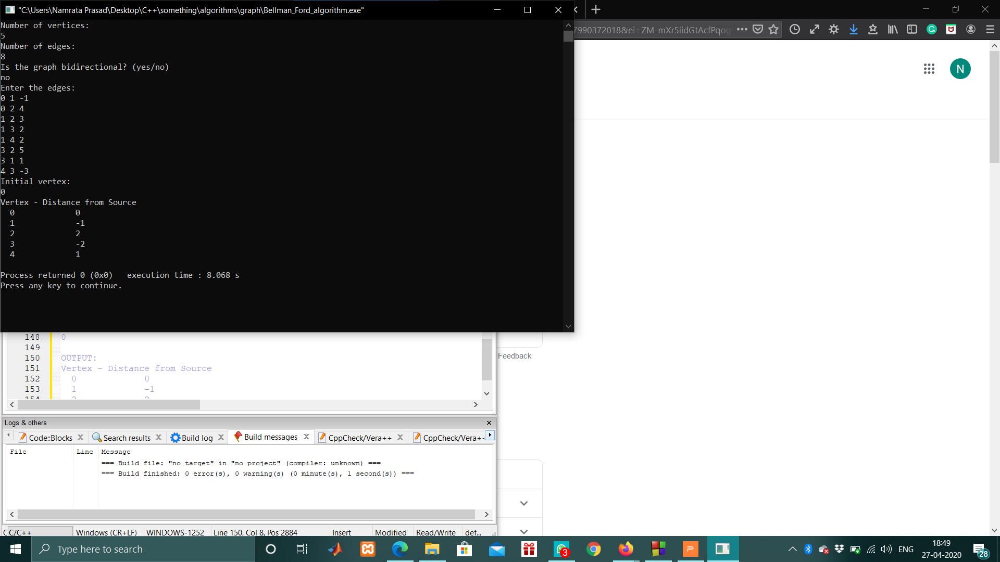 "C:\Users\Namrata Prasad\Desktop\C++\something\algorithms\graph\Bellman_Ford_algorithm.exe"
Number of vertices:
5
Number of edges:
8
Is the graph bidirectional? (yes/no)
no
Enter the edges:
0 1 -1
0 2 4
1 2 3
1 3 2
1 4 2
3 2 5
3 1 1
4 3 -3
Initial vertex:
0
Vertex - Distance from Source
0 0
1 -1
2 2
3 -2
4 1
Process returned 0 (0x0) execution time : 8.068 s
Press any key to continue.
7990372018&ei=ZM-mXr5iidGtAcfPqog
N
148 0
149
150 OUTPUT:
151 Vertex - Distance from Source
152 0 0
153 1 -1
154 2 2
Feedback
Logs & others
Code::Blocks
Search results
Build log
Build messages
CppCheck/Vera++
CppCheck/Vera++
File Line Message
=== Build file: "no target" in "no project" (compiler: unknown) ===
=== Build finished: 0 error(s), 0 warning(s) (0 minute(s), 1 second(s)) ===
C/C++ Windows (CR+LF) WINDOWS-1252 Line 150, Col 8, Pos 2884 Insert Modified Read/Write def...
Type here to search
3
ENG
18:49
27-04-2020
28